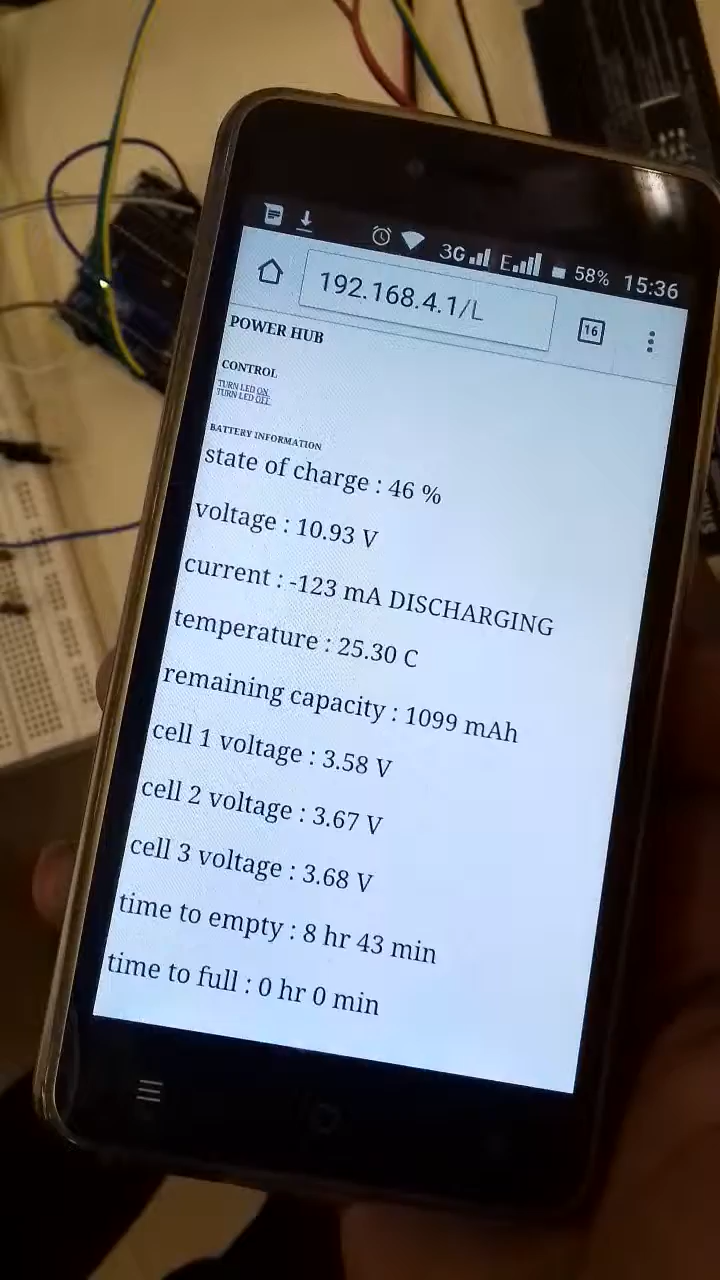 3G E 58% 15:36
192.168.4.1/L 16
POWER HUB
CONTROL
TURN LED ON
TURN LED OFF
BATTERY INFORMATION
state of charge : 46 %
voltage : 10.93 V
current : -123 mA DISCHARGING
temperature : 25.30 C
remaining capacity : 1099 mAh
cell 1 voltage : 3.58 V
cell 2 voltage : 3.67 V
cell 3 voltage : 3.68 V
time to empty : 8 hr 43 min
time to full : 0 hr 0 min